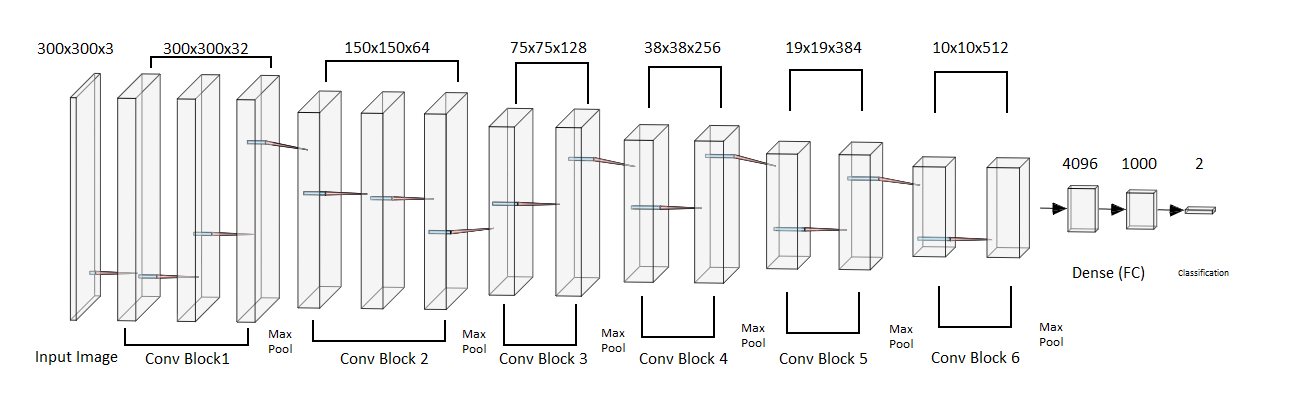 300x300x3
300x300x32
150x150x64
75x75x128
38x38x256
19x19x384
10x10x512
4096
1000
2
Dense (FC)
Classification
Input Image
Conv Block1
Max
Pool
Conv Block 2
Max
Pool
Conv Block 3
Max
Pool
Conv Block 4
Max
Pool
Conv Block 5
Max
Pool
Conv Block 6
Max
Pool